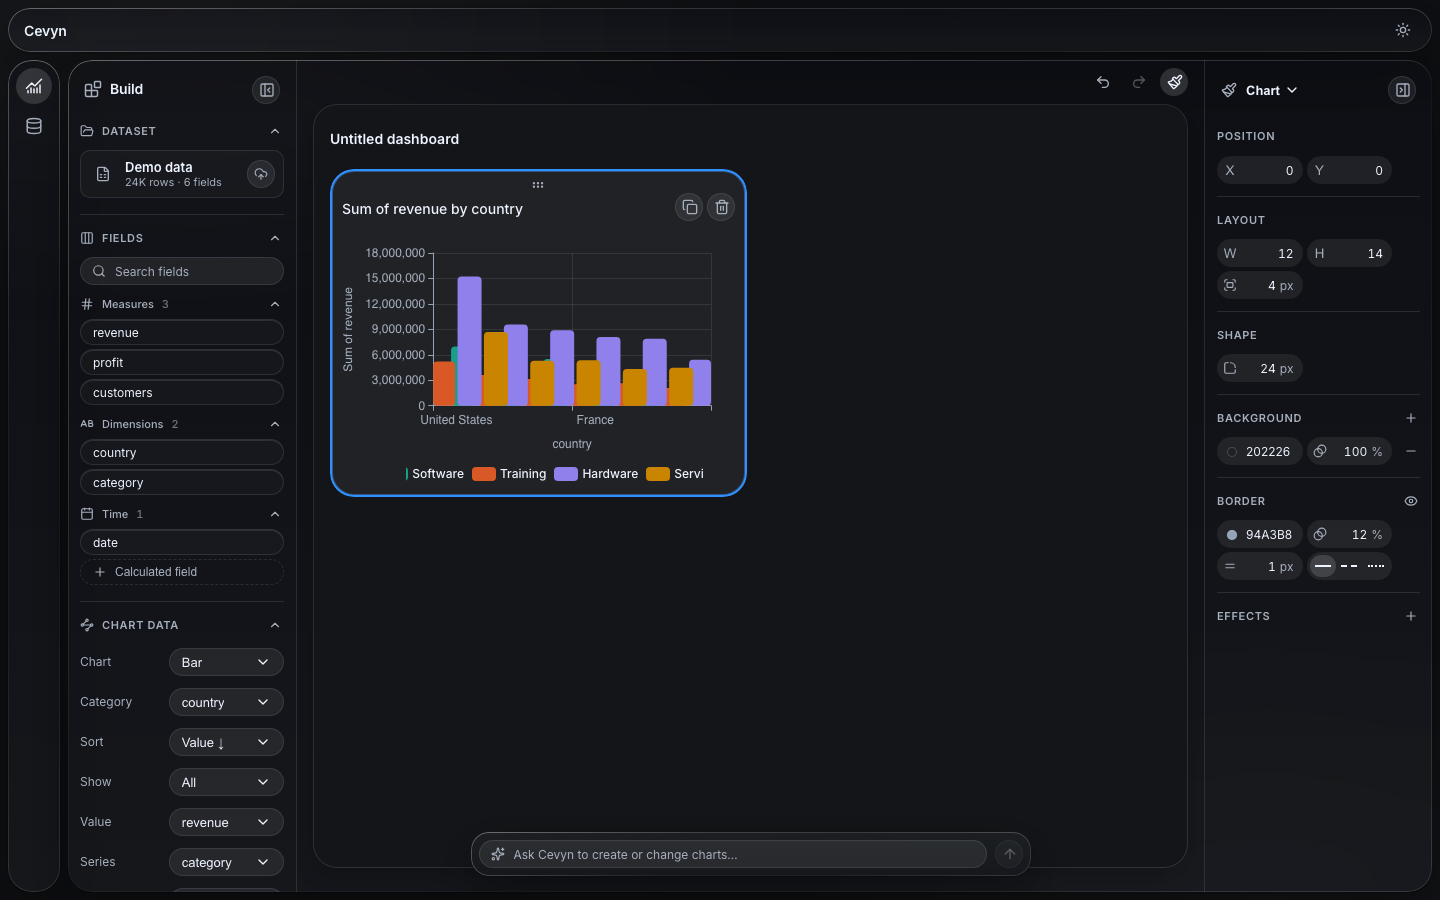 Cevyn
Build
DATASET
Demo data
24K rows · 6 fields
FIELDS
Search fields
Measures 3
revenue
profit
customers
AB Dimensions 2
country
category
Time 1
date
Calculated field
CHART DATA
Chart Bar
Category country
Sort Value ↓
Show All
Value revenue
Series category
Untitled dashboard
Sum of revenue by country
Sum of revenue
18,000,000
15,000,000
12,000,000
9,000,000
6,000,000
3,000,000
0
United States France
country
Software Training Hardware Servi
Ask Cevyn to create or change charts...
Chart
POSITION
X 0 Y 0
LAYOUT
W 12 H 14
4 px
SHAPE
24 px
BACKGROUND
202226 100 %
BORDER
94A3B8 12 %
1 px
EFFECTS